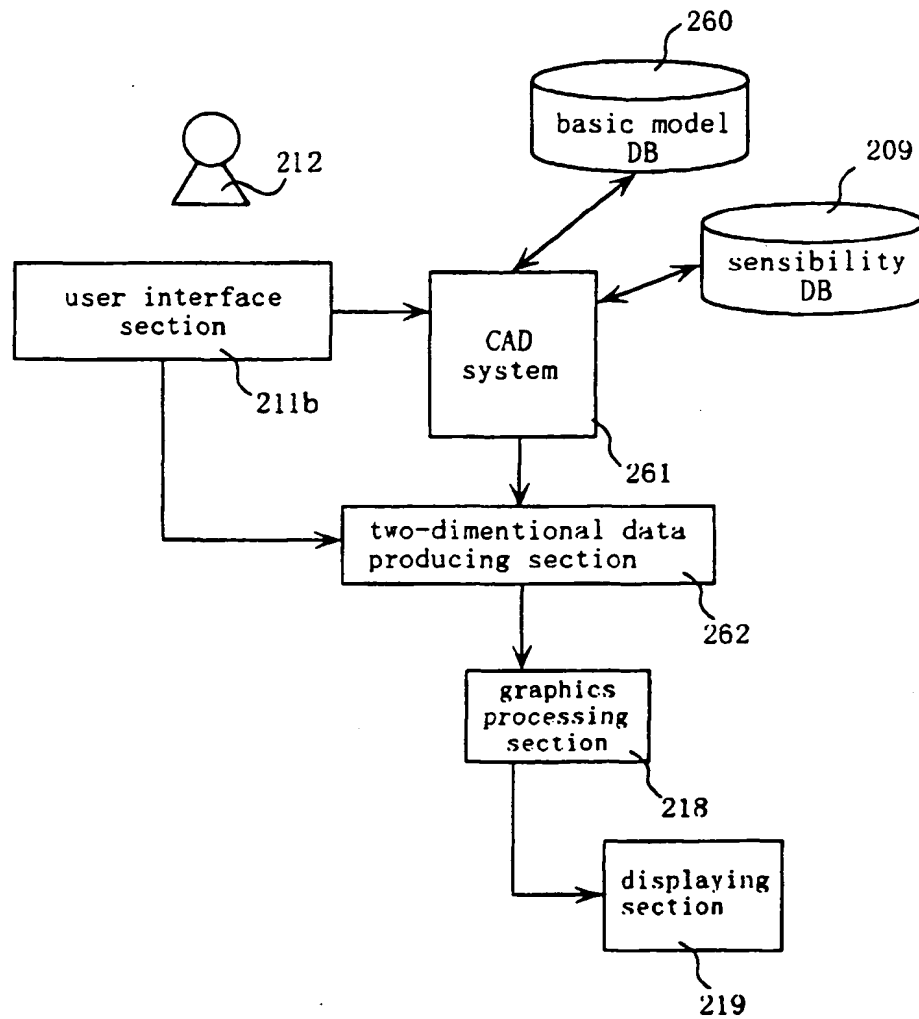 260
basic model
DB
212
209
sensibility
DB
user interface
section
CAD
system
211b
261
two-dimentional data
producing section
262
graphics
processing
section
218
displaying
section
219